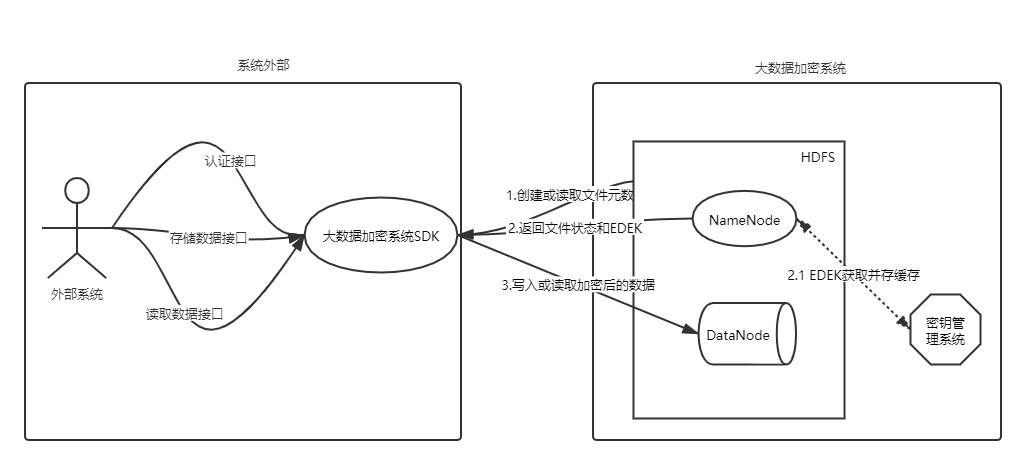 系统外部
大数据加密系统
认证接口
存储数据接口
读取数据接口
外部系统
大数据加密系统SDK
1.创建或读取文件元数
2.返回文件状态和EDEK
3.写入或读取加密后的数据
HDFS
NameNode
2.1 EDEK获取并存缓存
DataNode
密钥管
理系统